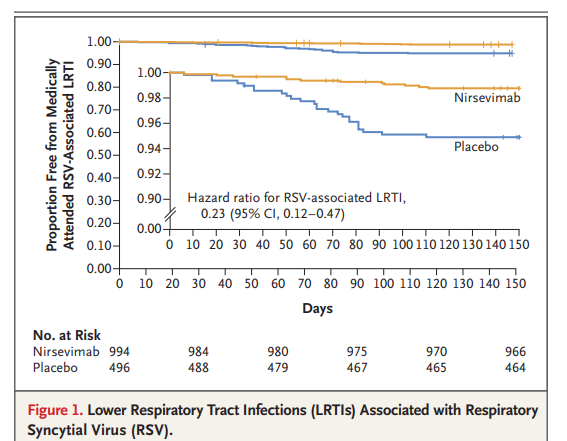 Proportion Free from Medically
Attended RSV-Associated LRTI
1.00
0.90
0.80
0.70
0.60
0.50
0.40
0.30
0.20
0.10
0.00
1.00
0.98
0.96
0.94
0.92
0.90
0.00
Nirsevimab
Placebo
Hazard ratio for RSV-associated LRTI,
0.23 (95% CI, 0.12–0.47)
0 10 20 30 40 50 60 70 80 90 100 110 120 130 140 150
0 10 20 30 40 50 60 70 80 90 100 110 120 130 140 150
Days
No. at Risk
Nirsevimab 994 984 980 975 970 966
Placebo 496 488 479 467 465 464
Figure 1. Lower Respiratory Tract Infections (LRTIs) Associated with Respiratory
Syncytial Virus (RSV).